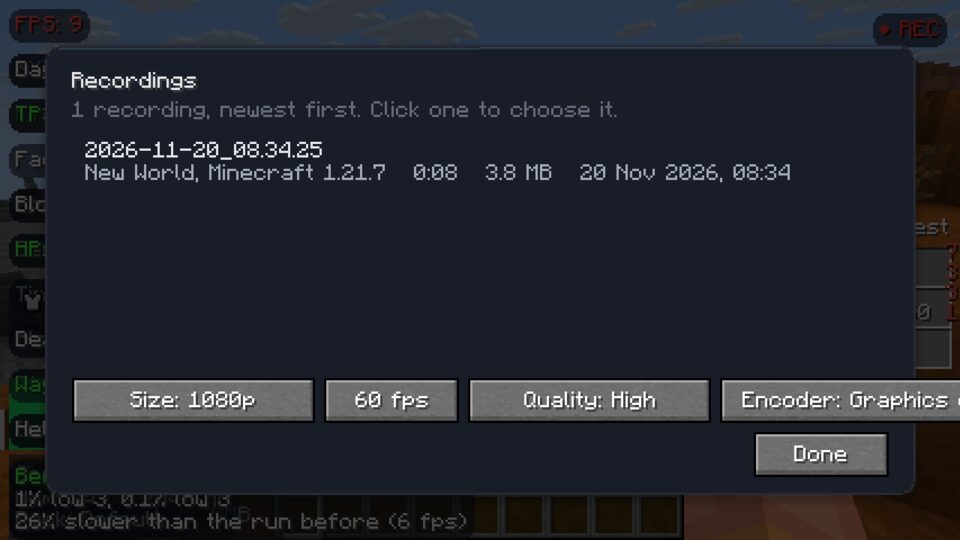 FPS: 9
REC
Recordings
1 recording, newest first. Click one to choose it.
2026-11-20_08.34.25
New World, Minecraft 1.21.7 0:08 3.8 MB 20 Nov 2026, 08:34
Size: 1080p
60 fps
Quality: High
Encoder: Graphics
Done
1% low 3, 0.1% low 3
26% slower than the run before (6 fps)